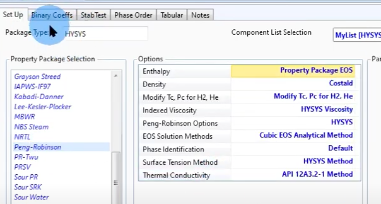 Set Up Binary Coeffs StabTest Phase Order Tabular Notes
Package Type: HYSYS Component List Selection MyList [HYSYS
Property Package Selection
Grayson Streed
IAPWS-IF97
Kabadi-Danner
Lee-Kesler-Plocker
MBWR
NBS Steam
NRTL
Peng-Robinson
PR-Twu
PRSV
Sour PR
Sour SRK
Sour Water
Options
Enthalpy Property Package EOS
Density Costald
Modify Tc, Pc for H2, He Modify Tc, Pc for H2, He
Indexed Viscosity HYSYS Viscosity
Peng-Robinson Options HYSYS
EOS Solution Methods Cubic EOS Analytical Method
Phase Identification Default
Surface Tension Method HYSYS Method
Thermal Conductivity API 12A3.2-1 Method